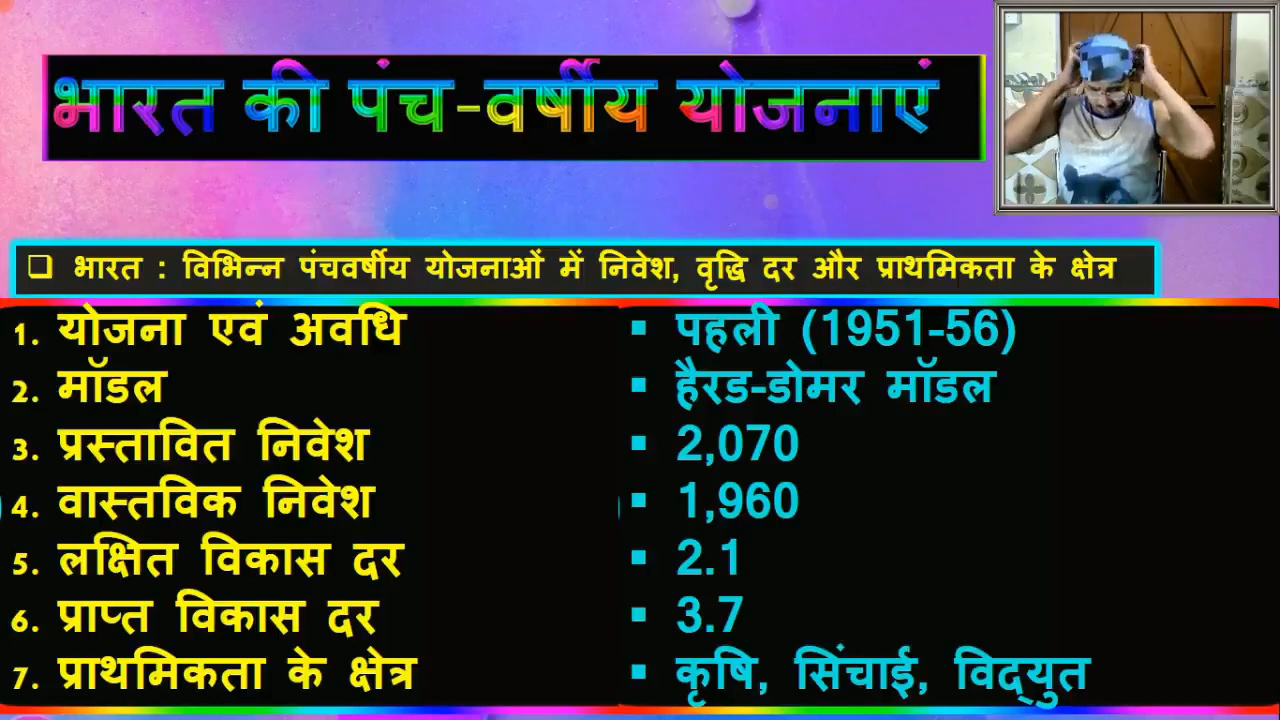 भारत की पंच-वर्षीय योजनाएं
❑ भारत : विभिन्न पंचवर्षीय योजनाओं में निवेश, वृद्धि दर और प्राथमिकता के क्षेत्र
1. योजना एवं अवधि
▪ पहली (1951-56)
2. मॉडल
▪ हैरड-डोमर मॉडल
3. प्रस्तावित निवेश
▪ 2,070
4. वास्तविक निवेश
▪ 1,960
5. लक्षित विकास दर
▪ 2.1
6. प्राप्त विकास दर
▪ 3.7
7. प्राथमिकता के क्षेत्र
▪ कृषि, सिंचाई, विद्‌युत